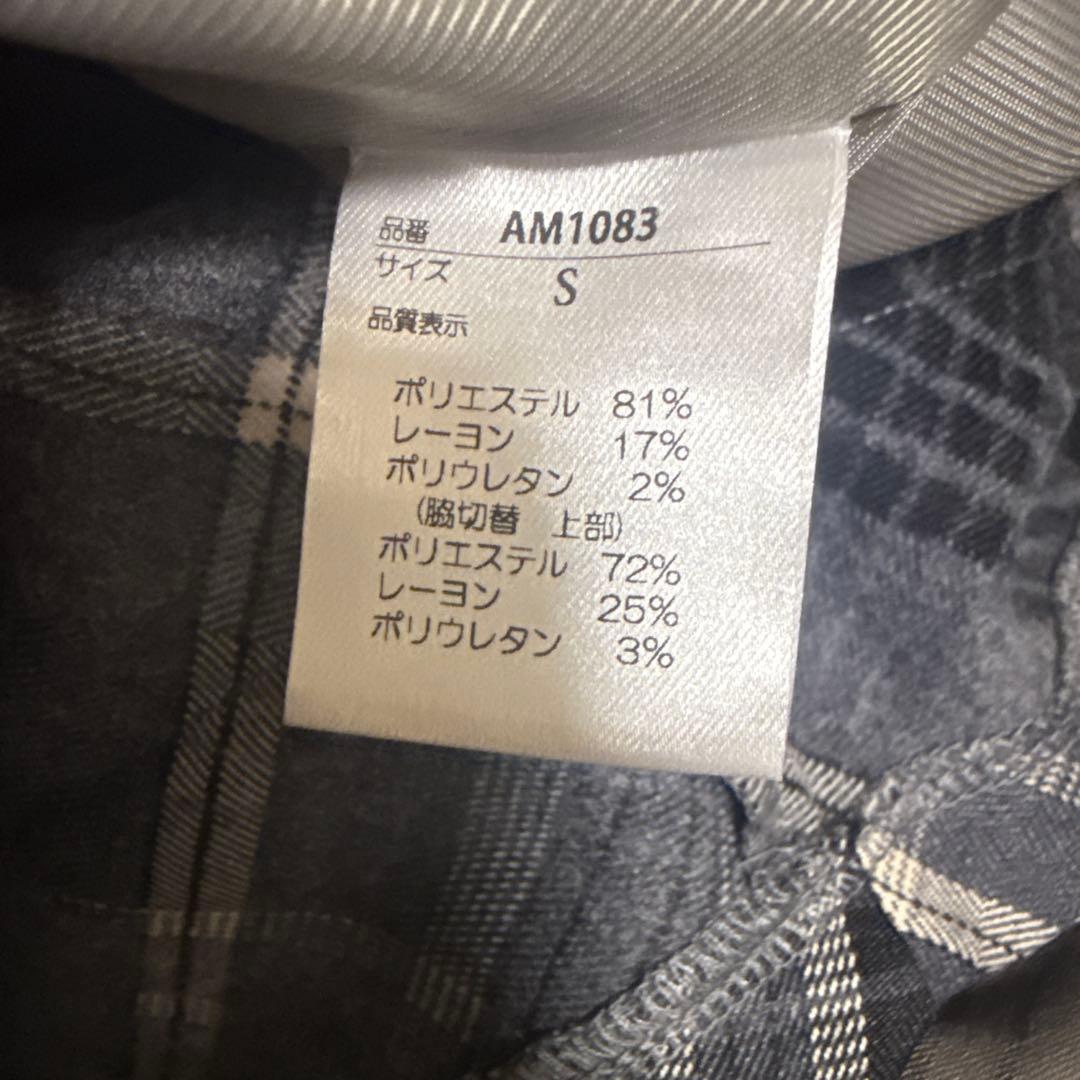 品番 AM1083
サイズ S
品質表示
ポリエステル 81%
レーヨン 17%
ポリウレタン 2%
(脇切替 上部)
ポリエステル 72%
レーヨン 25%
ポリウレタン 3%